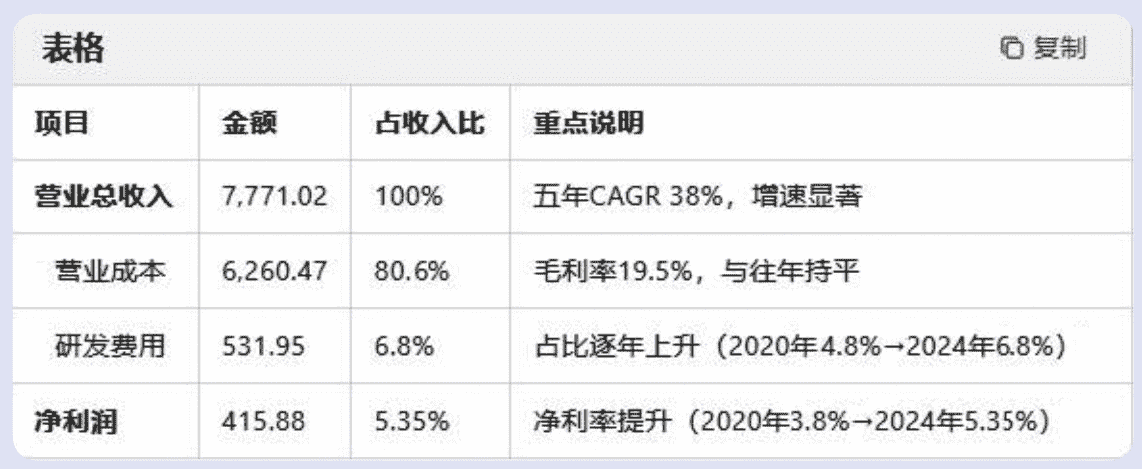 表格 复制
项目 金额 占收入比 重点说明
营业总收入 7,771.02 100% 五年CAGR 38%，增速显著
营业成本 6,260.47 80.6% 毛利率19.5%，与往年持平
研发费用 531.95 6.8% 占比逐年上升（2020年4.8%→2024年6.8%）
净利润 415.88 5.35% 净利率提升（2020年3.8%→2024年5.35%）